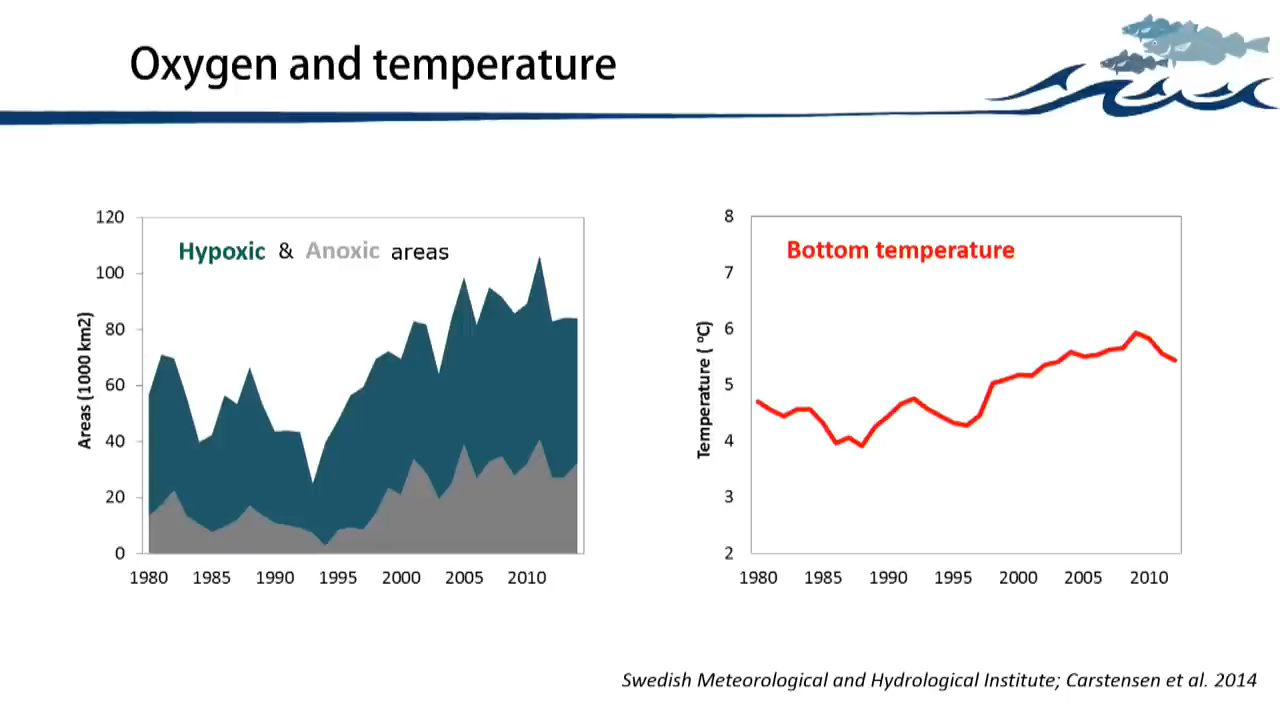 Oxygen and temperature
Hypoxic & Anoxic areas
Areas (1000 km2)
120
100
80
60
40
20
0
1980 1985 1990 1995 2000 2005 2010
Bottom temperature
Temperature ( ºC)
8
7
6
5
4
3
2
1980 1985 1990 1995 2000 2005 2010
Swedish Meteorological and Hydrological Institute; Carstensen et al. 2014